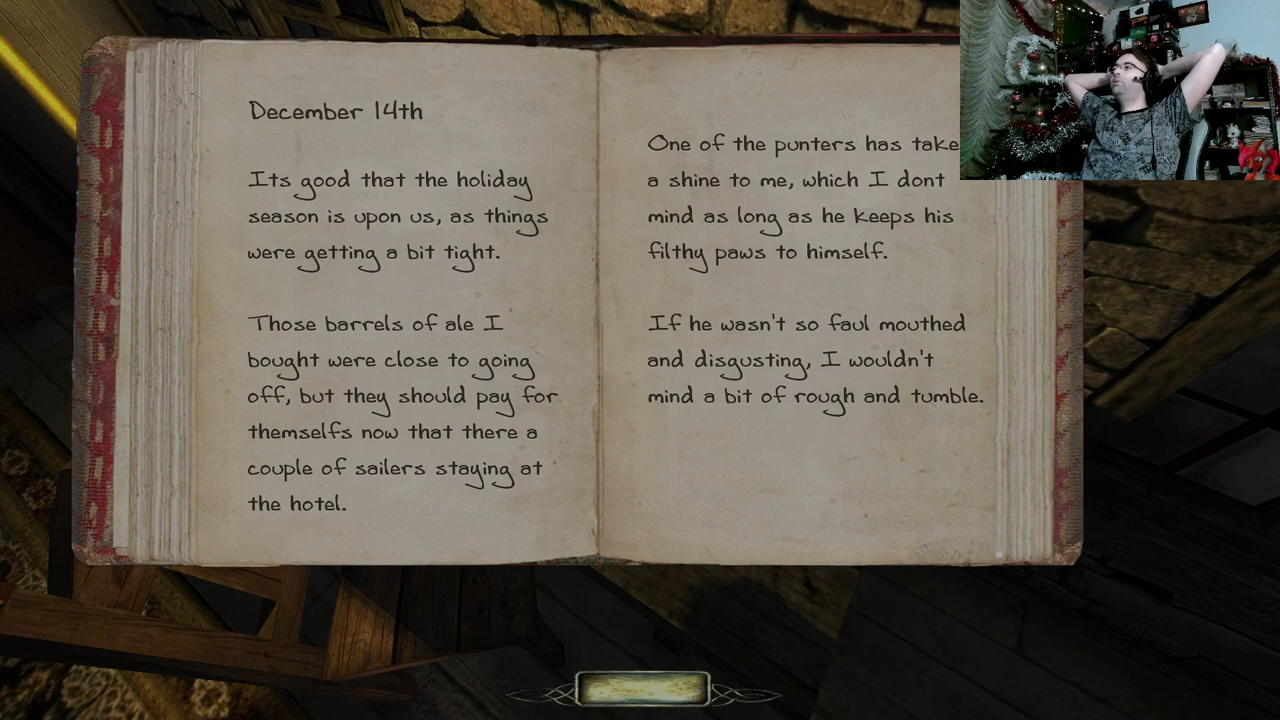 December 14th
Its good that the holiday
season is upon us, as things
were getting a bit tight.
Those barrels of ale I
bought were close to going
off, but they should pay for
themselfs now that there a
couple of sailers staying at
the hotel.
One of the punters has take
a shine to me, which I dont
mind as long as he keeps his
filthy paws to himself.
If he wasn't so faul mouthed
and disgusting, I wouldn't
mind a bit of rough and tumble.